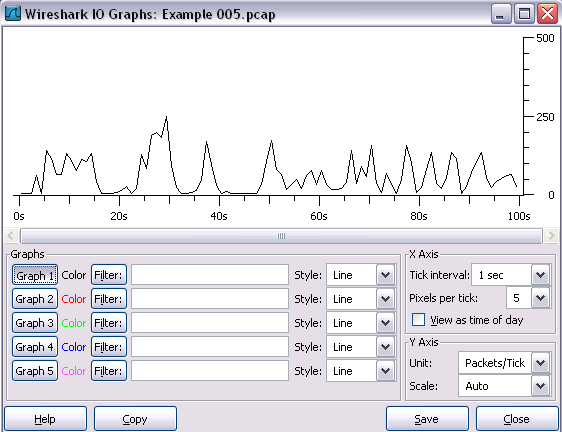 Wireshark IO Graphs: Example 005.pcap
500
250
0
0s 20s 40s 60s 80s 100s
Graphs
Graph 1 Color Filter: Style: Line
Graph 2 Color Filter: Style: Line
Graph 3 Color Filter: Style: Line
Graph 4 Color Filter: Style: Line
Graph 5 Color Filter: Style: Line
X Axis
Tick interval: 1 sec
Pixels per tick: 5
View as time of day
Y Axis
Unit: Packets/Tick
Scale: Auto
Help Copy Save Close